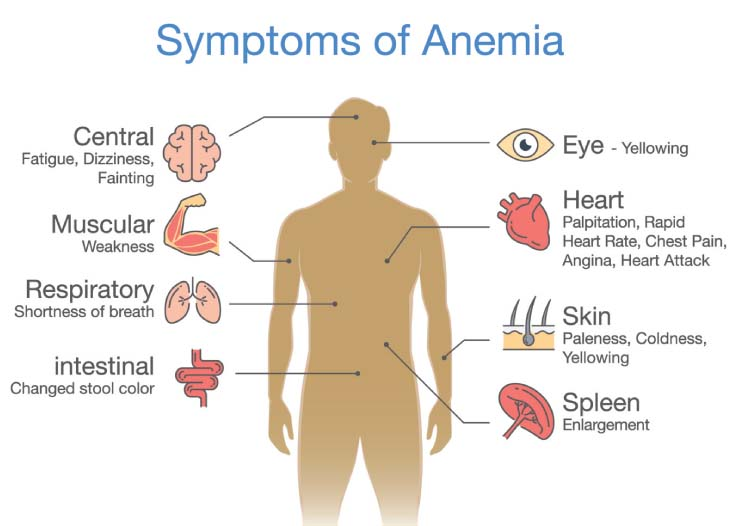 Symptoms of Anemia
Central
Fatigue, Dizziness,
Fainting
Muscular
Weakness
Respiratory
Shortness of breath
intestinal
Changed stool color
Eye - Yellowing
Heart
Palpitation, Rapid
Heart Rate, Chest Pain,
Angina, Heart Attack
Skin
Paleness, Coldness,
Yellowing
Spleen
Enlargement